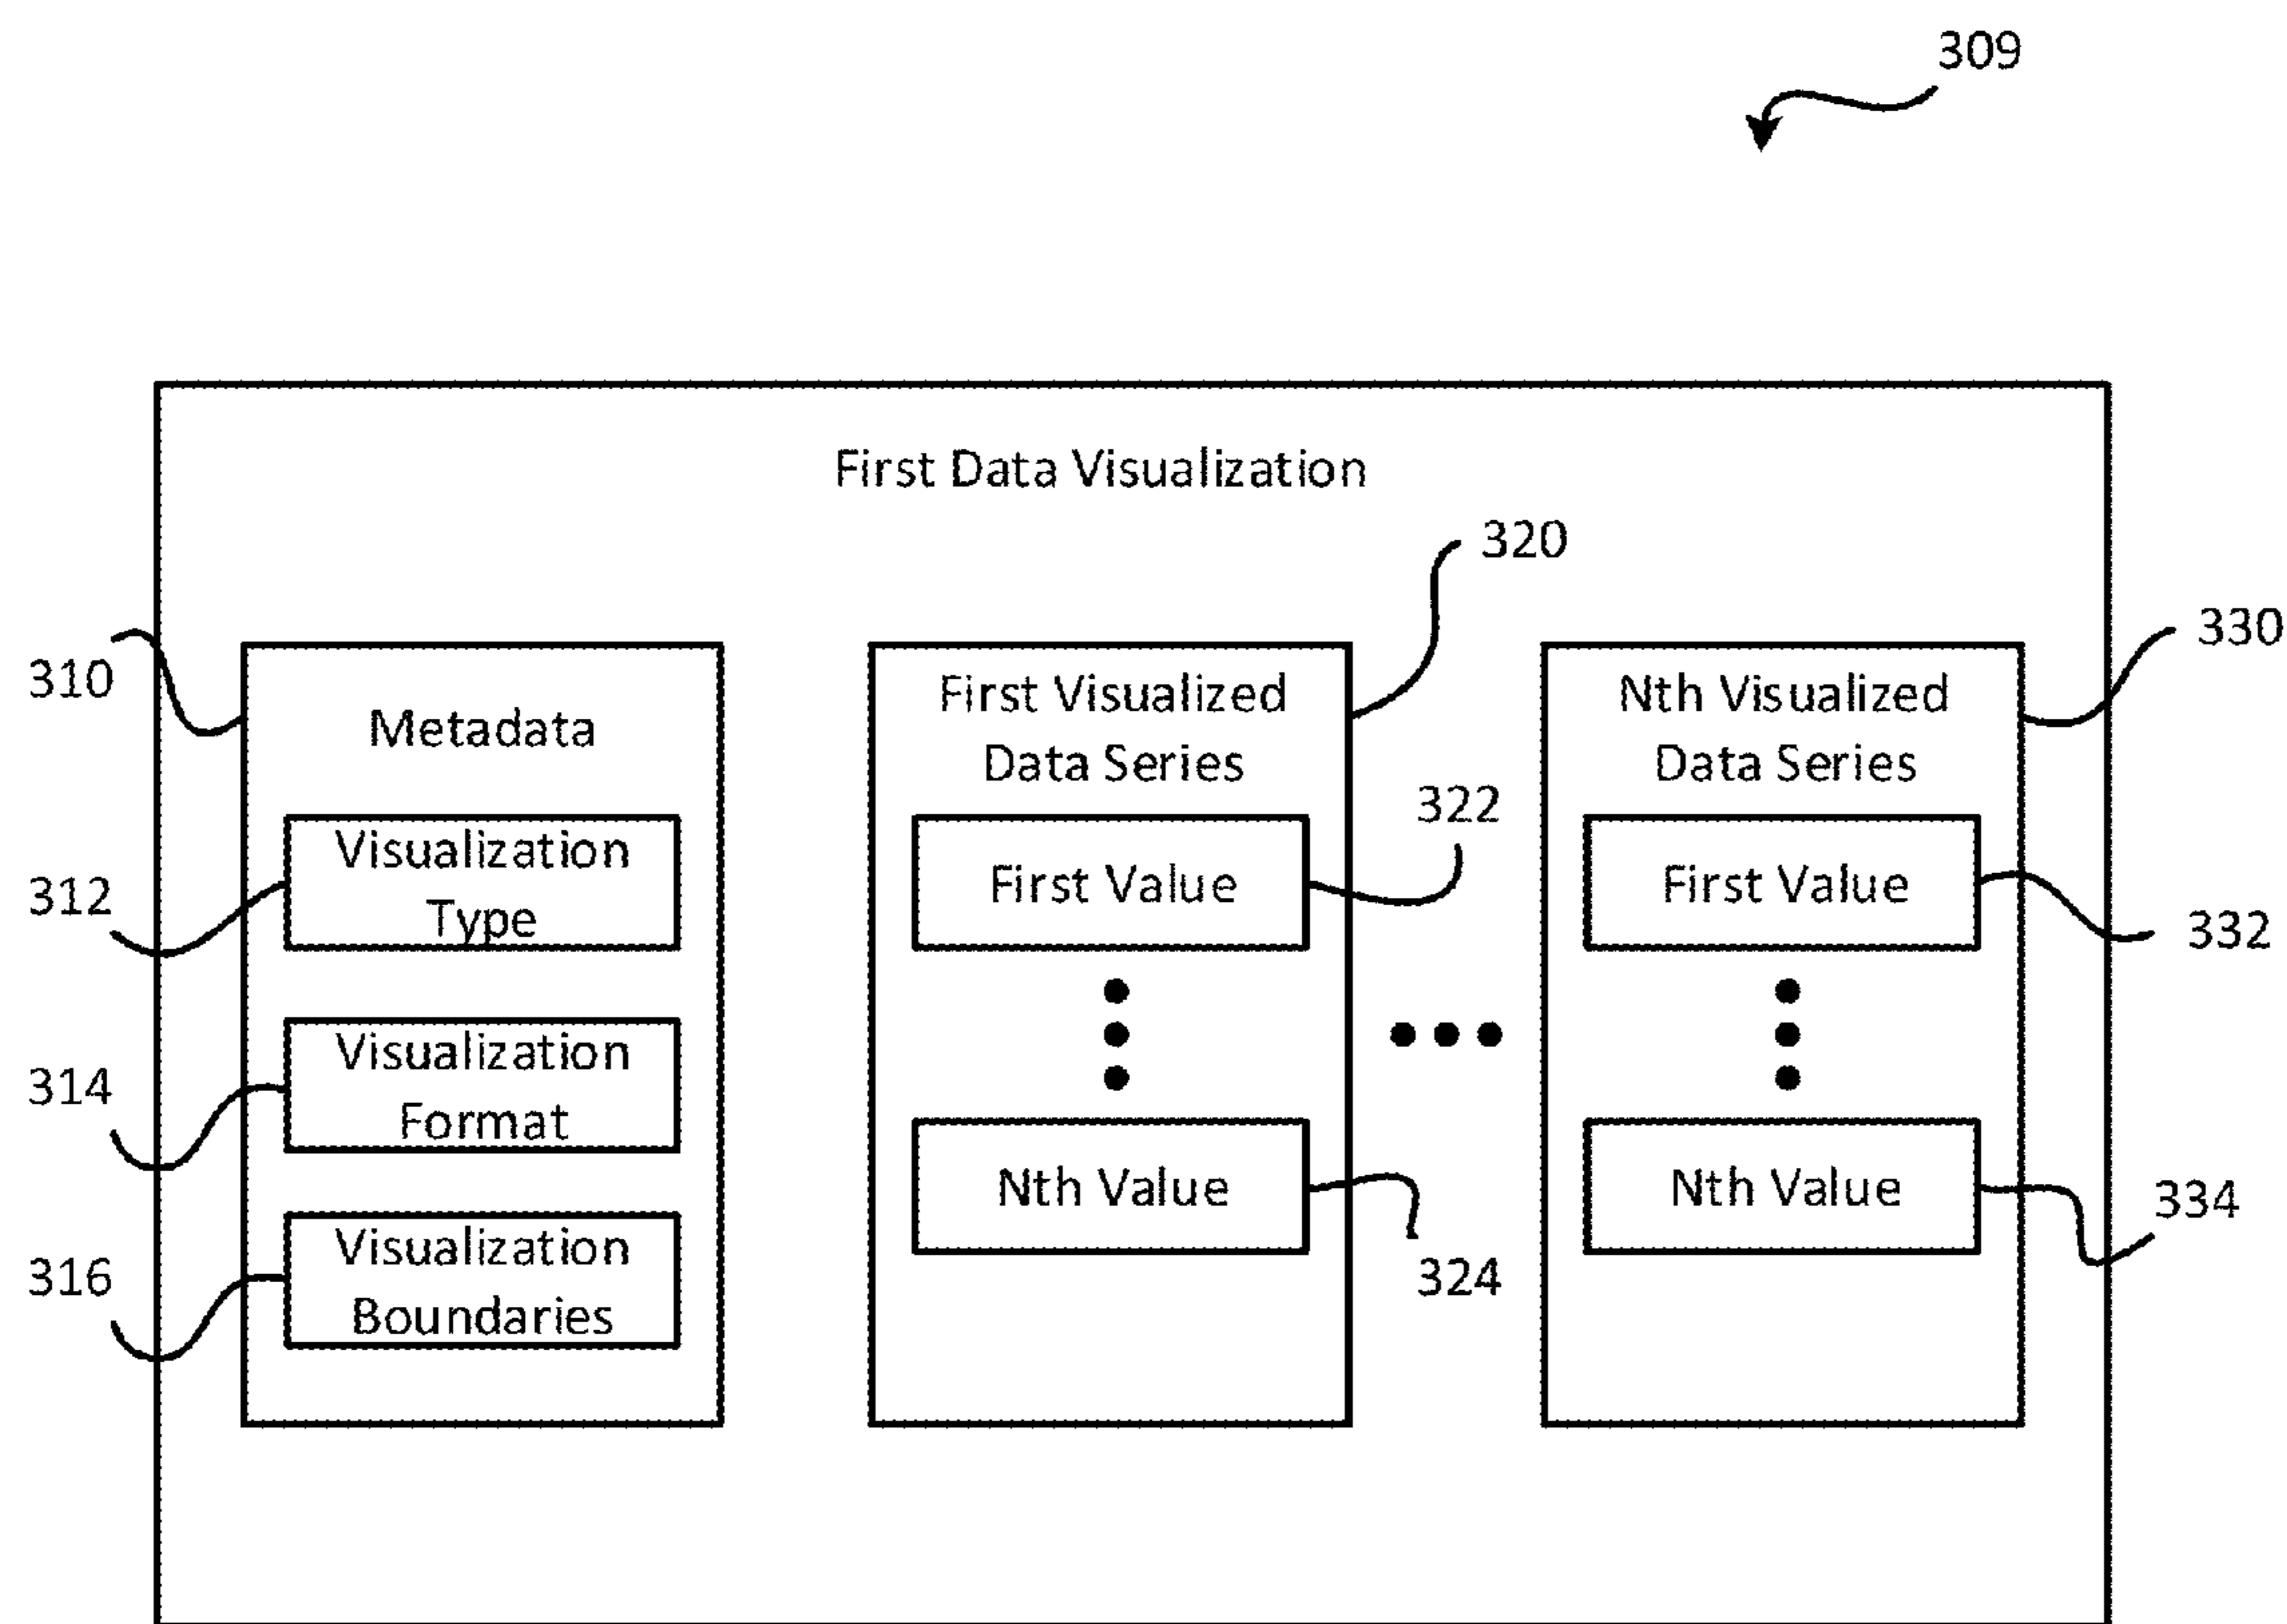 309
First Data Visualization
320
330
310
Metadata
Visualization
Type
312
Visualization
Format
314
Visualization
Boundaries
316
First Visualized
Data Series
322
First Value
Nth Value
324
Nth Visualized
Data Series
First Value
332
Nth Value
334